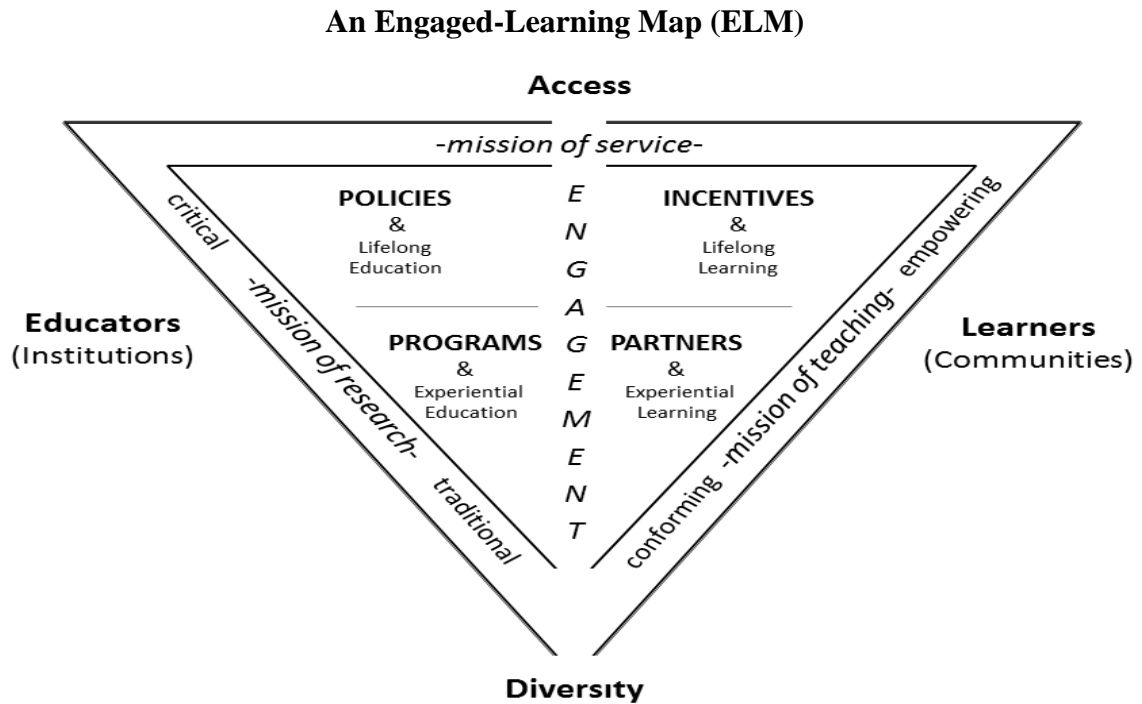 An Engaged-Learning Map (ELM)
Access
-mission of service-
critical -mission of research- traditional
POLICIES
&
Lifelong
Education
INCENTIVES
&
Lifelong
Learning
ENGAGEMENT
PROGRAMS
&
Experiential
Education
PARTNERS
&
Experiential
Learning
conforming -mission of teaching- empowering
Educators
(Institutions)
Learners
(Communities)
Diversity